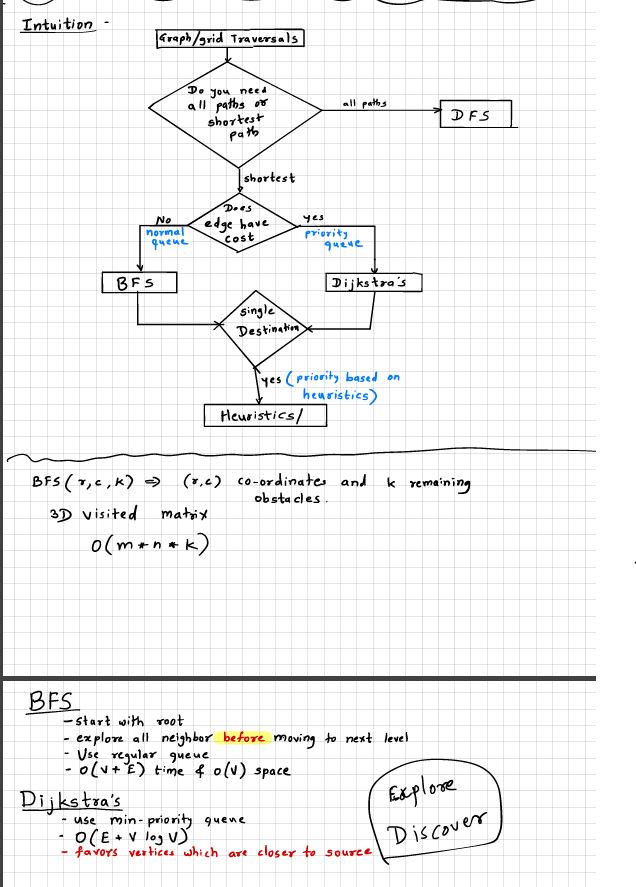 Intuition -
Graph/grid Traversals
Do you need
all paths or
shortest
path
all paths
DFS
shortest
Does
edge have
cost
No
normal
queue
yes
priority
queue
BFS
Dijkstra's
single
Destination
yes (priority based on
heuristics)
Heuristics/
BFS(r,c,k) ⇒ (r,c) co-ordinates and k remaining
obstacles.
3D visited matrix
O(m*n*k)
BFS
- start with root
- explore all neighbor before moving to next level
- Use regular queue
- O(V+E) time & O(V) space
Dijkstra's
- use min-priority queue
- O(E + V log V)
- favors vertices which are closer to source
Explore
Discover